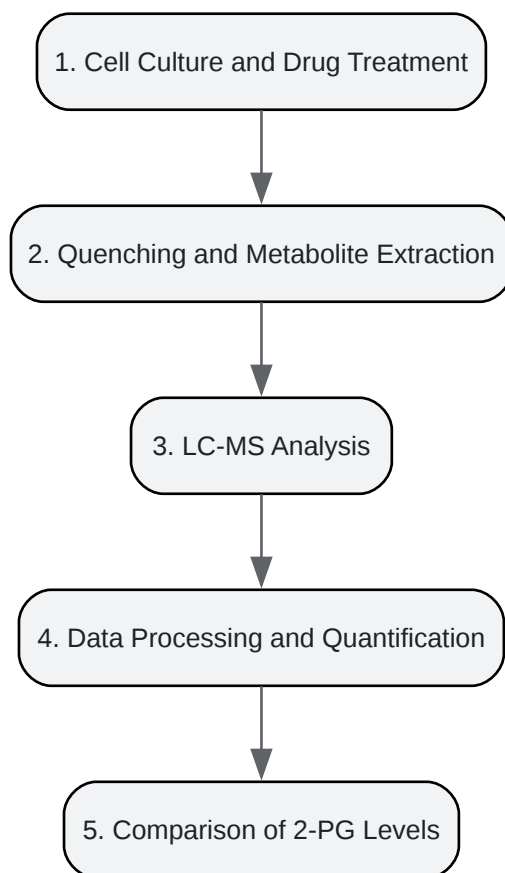 1. Cell Culture and Drug Treatment
2. Quenching and Metabolite Extraction
3. LC-MS Analysis
4. Data Processing and Quantification
5. Comparison of 2-PG Levels